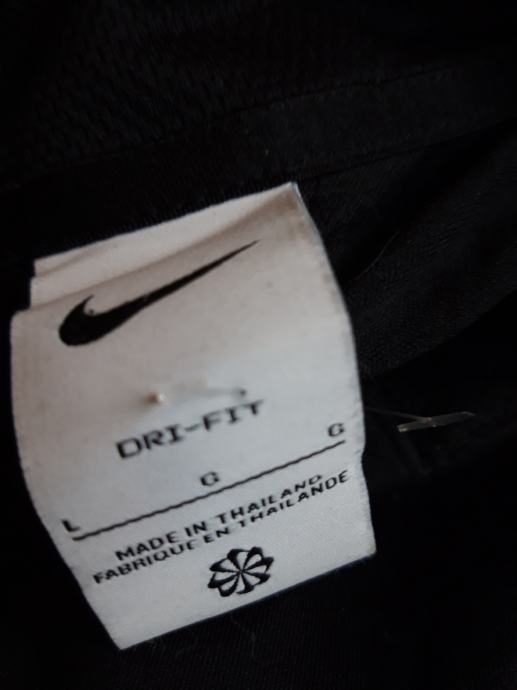 DRI-FIT
L G G
MADE IN THAILAND
FABRIQUE EN THAILANDE